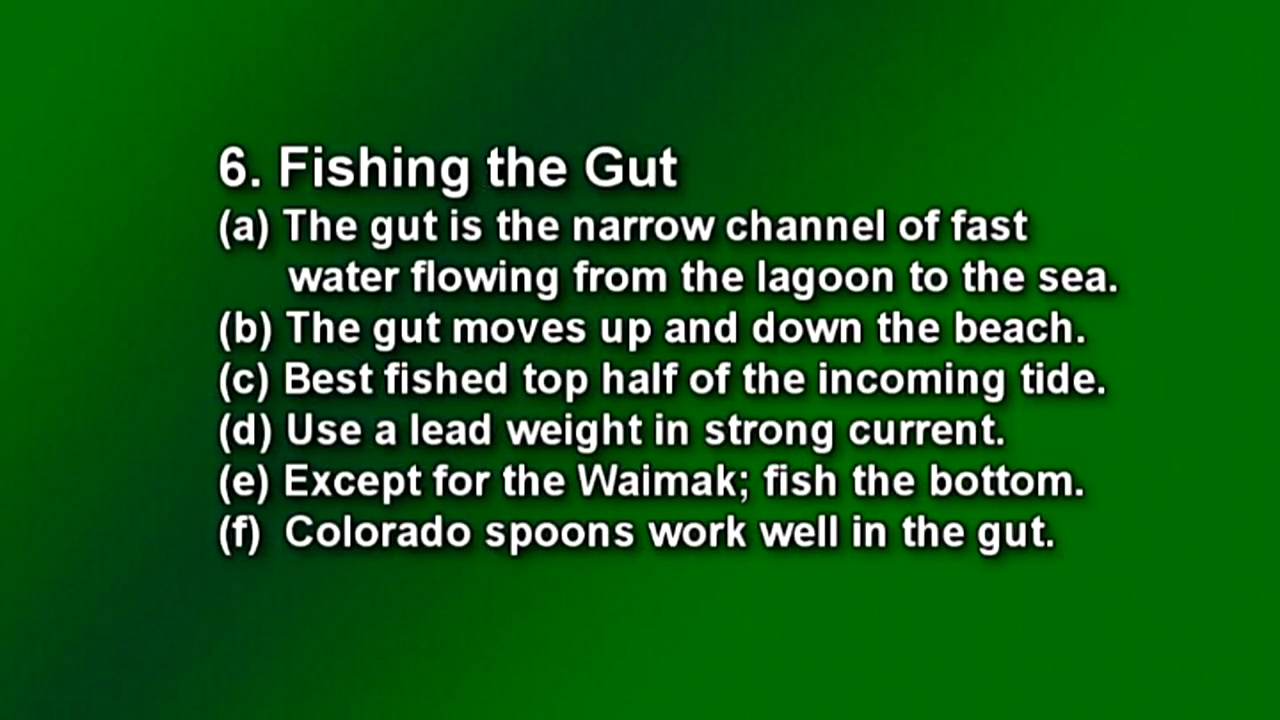 6. Fishing the Gut
(a) The gut is the narrow channel of fast
water flowing from the lagoon to the sea.
(b) The gut moves up and down the beach.
(c) Best fished top half of the incoming tide.
(d) Use a lead weight in strong current.
(e) Except for the Waimak; fish the bottom.
(f) Colorado spoons work well in the gut.